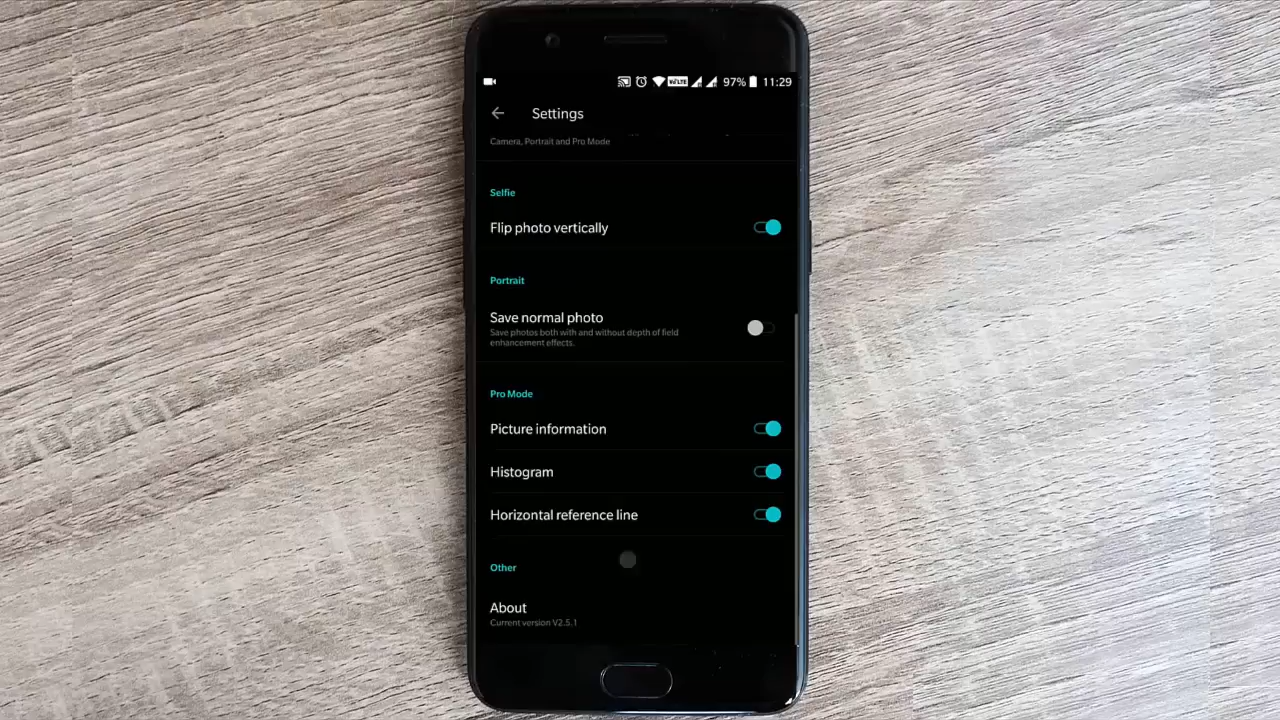 VoLTE 97% 11:29
Settings
Camera, Portrait and Pro Mode
Selfie
Flip photo vertically
Portrait
Save normal photo
Save photos both with and without depth of field
enhancement effects.
Pro Mode
Picture information
Histogram
Horizontal reference line
Other
About
Current version V2.5.1